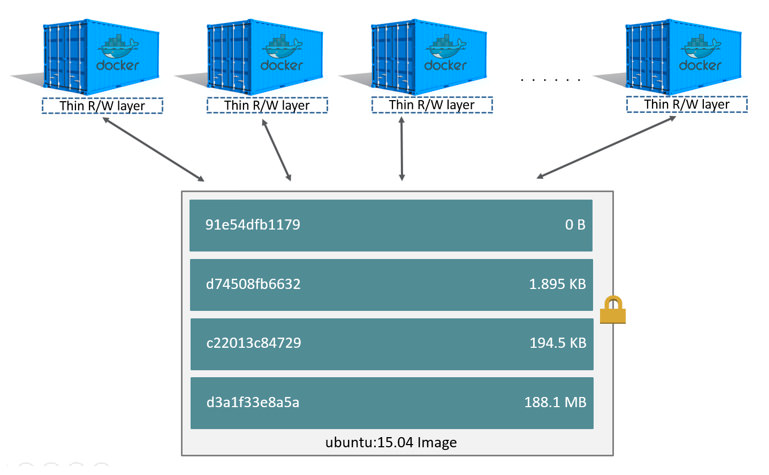 docker docker docker docker
Thin R/W layer Thin R/W layer Thin R/W layer . . . . . . Thin R/W layer
91e54dfb1179 0 B
d74508fb6632 1.895 KB
c22013c84729 194.5 KB
d3a1f33e8a5a 188.1 MB
ubuntu:15.04 Image